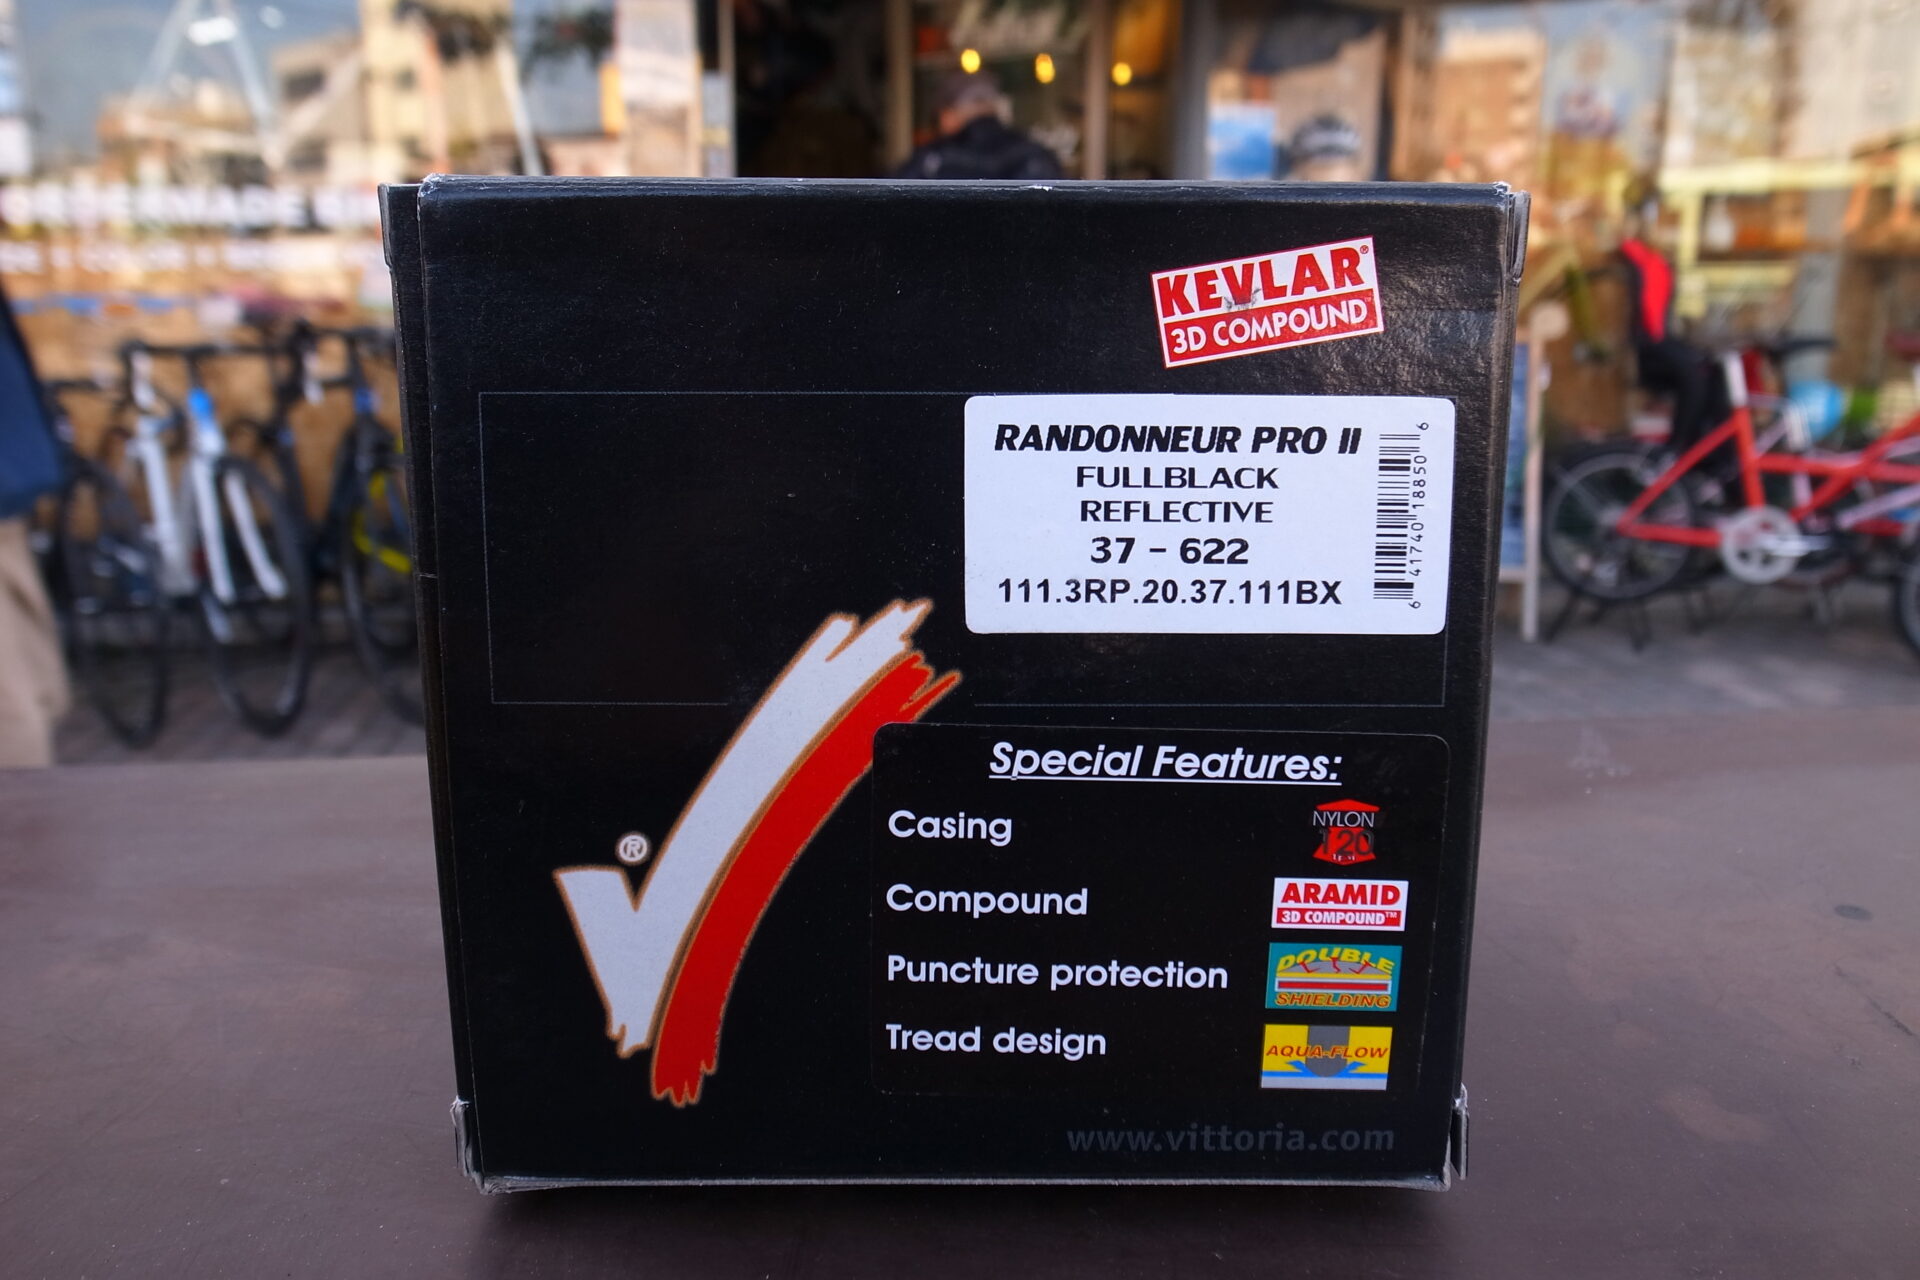 KEVLAR®
3D COMPOUND
RANDONNEUR PRO II
FULLBLACK
REFLECTIVE
37 - 622
111.3RP.20.37.111BX
6 41740 18850 6
®
Special Features:
Casing
NYLON
120
Compound
ARAMID
3D COMPOUND™
Puncture protection
DOUBLE
SHIELDING
Tread design
AQUA-FLOW
www.vittoria.com